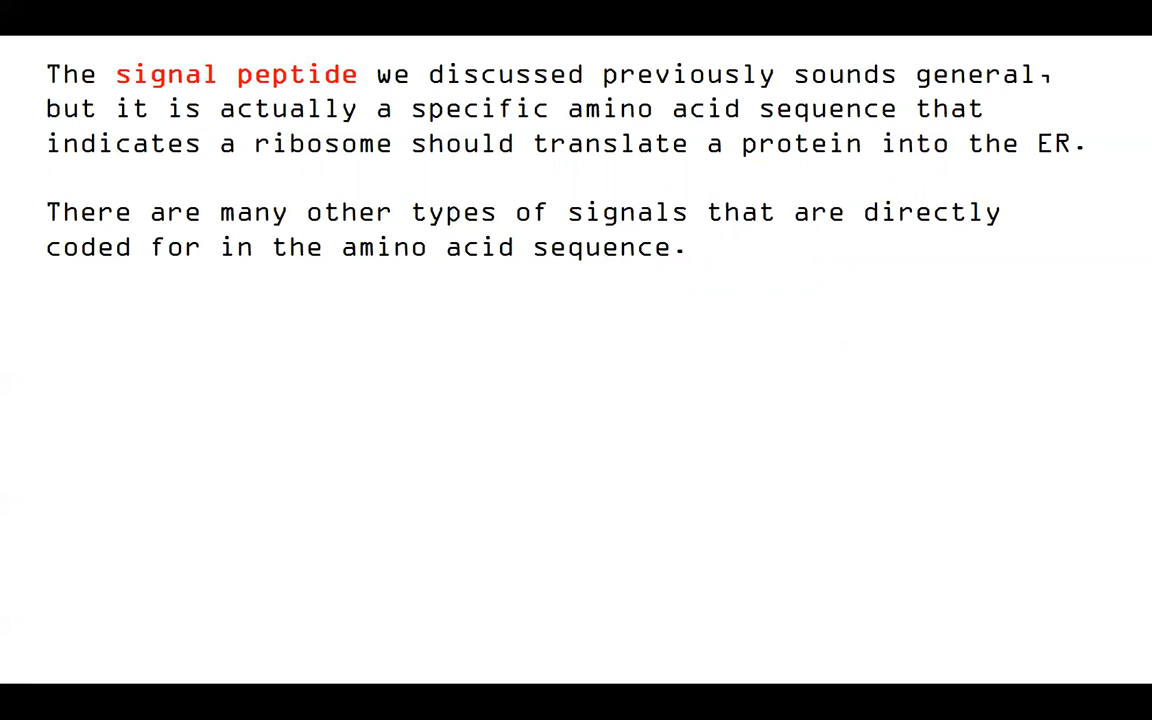 The signal peptide we discussed previously sounds general,
but it is actually a specific amino acid sequence that
indicates a ribosome should translate a protein into the ER.
There are many other types of signals that are directly
coded for in the amino acid sequence.